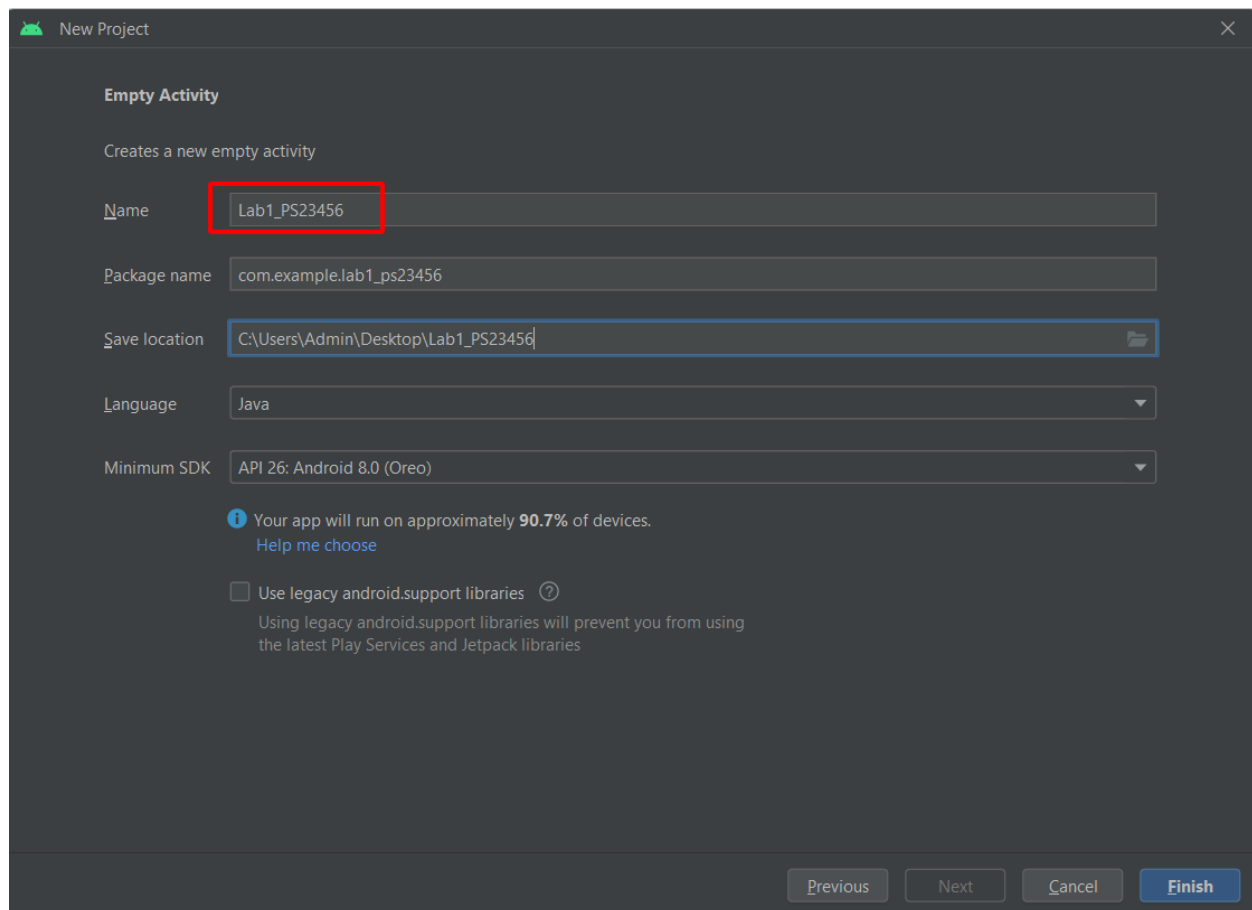 New Project
Empty Activity
Creates a new empty activity
Name Lab1_PS23456
Package name com.example.lab1_ps23456
Save location C:\Users\Admin\Desktop\Lab1_PS23456
Language Java
Minimum SDK API 26: Android 8.0 (Oreo)
Your app will run on approximately 90.7% of devices.
Help me choose
Use legacy android.support libraries ?
Using legacy android.support libraries will prevent you from using
the latest Play Services and Jetpack libraries
Previous Next Cancel Finish